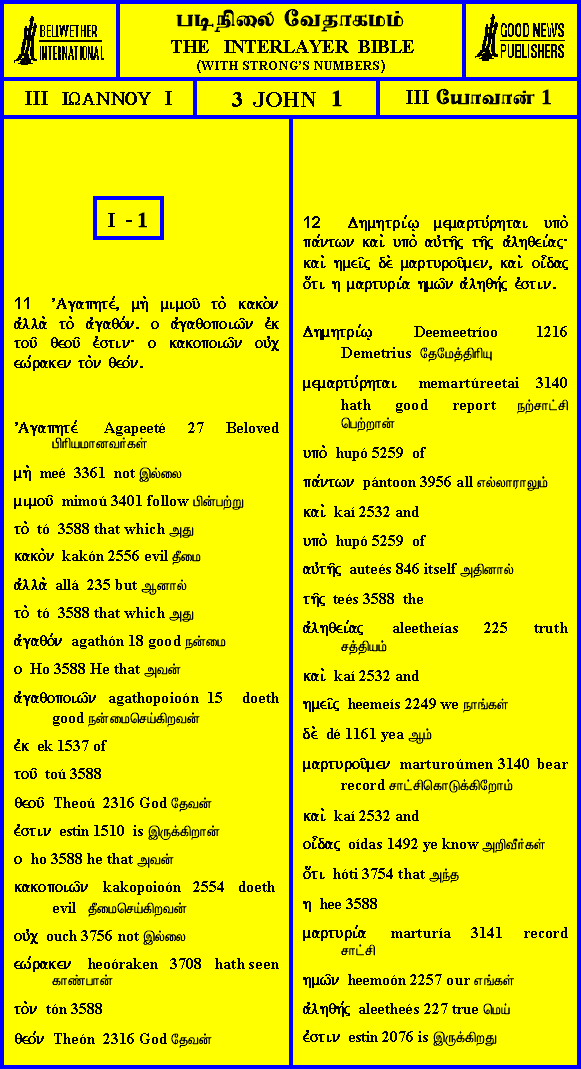 BELLWETHER
INTERNATIONAL
படிநிலை வேதாகமம்
THE INTERLAYER BIBLE
(WITH STRONG'S NUMBERS)
GOOD NEWS
PUBLISHERS
III ΙΩΑΝΝΟΥ I
3 JOHN 1
III யோவான் 1
I - 1
11 Ἀγαπητέ, μὴ μιμοῦ τὸ κακὸν
ἀλλὰ τὸ ἀγαθόν. ο ἀγαθοποιῶν ἐκ
τοῦ θεοῦ ἐστιν· ο κακοποιῶν οὐχ
εώρακεν τὸν θεόν.
Ἀγαπητέ Agapeeté 27 Beloved
பிரியமானவர்கள்
μὴ meé 3361 not இல்லை
μιμοῦ mimoú 3401 follow பின்பற்று
τὸ tó 3588 that which அது
κακὸν kakón 2556 evil தீமை
ἀλλὰ allá 235 but ஆனால்
τὸ tó 3588 that which அது
ἀγαθόν agathón 18 good நன்மை
ο Ho 3588 He that அவன்
ἀγαθοποιῶν agathopoioón 15 doeth
good நன்மைசெய்கிறவன்
ἐκ ek 1537 of
τοῦ toú 3588
θεοῦ Theoú 2316 God தேவன்
ἐστιν estin 1510 is இருக்கிறான்
ο ho 3588 he that அவன்
κακοποιῶν kakopoioón 2554 doeth
evil தீமைசெய்கிறவன்
οὐχ ouch 3756 not இல்லை
εώρακεν heoóraken 3708 hath seen
காண்பான்
τὸν tón 3588
θεόν Theón 2316 God தேவன்
12 Δημητρίῳ μεμαρτύρηται υπὸ
πάντων καὶ υπὸ αὐτῆς τῆς ἀληθείας·
καὶ ημεῖς δὲ μαρτυροῦμεν, καὶ οἶδας
ὅτι η μαρτυρία ημῶν ἀληθής ἐστιν.
Δημητρίῳ Deemeetríoo 1216
Demetrius தேமேத்திரியு
μεμαρτύρηται memartúreetai 3140
hath good report நற்சாட்சி
பெற்றான்
υπὸ hupó 5259 of
πάντων pántoon 3956 all எல்லாராலும்
καὶ kaí 2532 and
υπὸ hupó 5259 of
αὐτῆς auteés 846 itself அதினால்
τῆς teés 3588 the
ἀληθείας aleetheías 225 truth
சத்தியம்
καὶ kaí 2532 and
ημεῖς heemeís 2249 we நாங்கள்
δὲ dé 1161 yea ஆம்
μαρτυροῦμεν marturoúmen 3140 bear
record சாட்சிகொடுக்கிறோம்
καὶ kaí 2532 and
οἶδας oídas 1492 ye know அறிவீர்கள்
ὅτι hóti 3754 that அந்த
η hee 3588
μαρτυρία marturía 3141 record
சாட்சி
ημῶν heemoón 2257 our எங்கள்
ἀληθής aleetheés 227 true மெய்
ἐστιν estin 2076 is இருக்கிறது